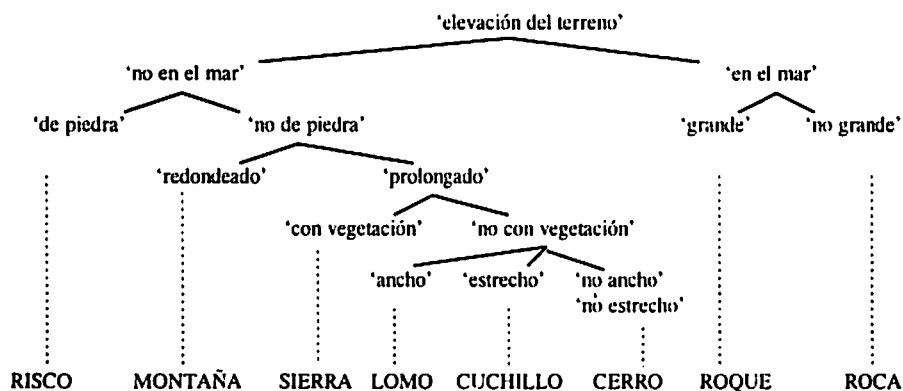 ‘elevación del terreno’
‘no en el mar’ ‘en el mar’
‘de piedra’ ‘no de piedra’ ‘grande’ ‘no grande’
‘redondeado’ ‘prolongado’
‘con vegetación’ ‘no con vegetación’
‘ancho’ ‘estrecho’ ‘no ancho’
‘no estrecho’
RISCO MONTAÑA SIERRA LOMO CUCHILLO CERRO ROQUE ROCA